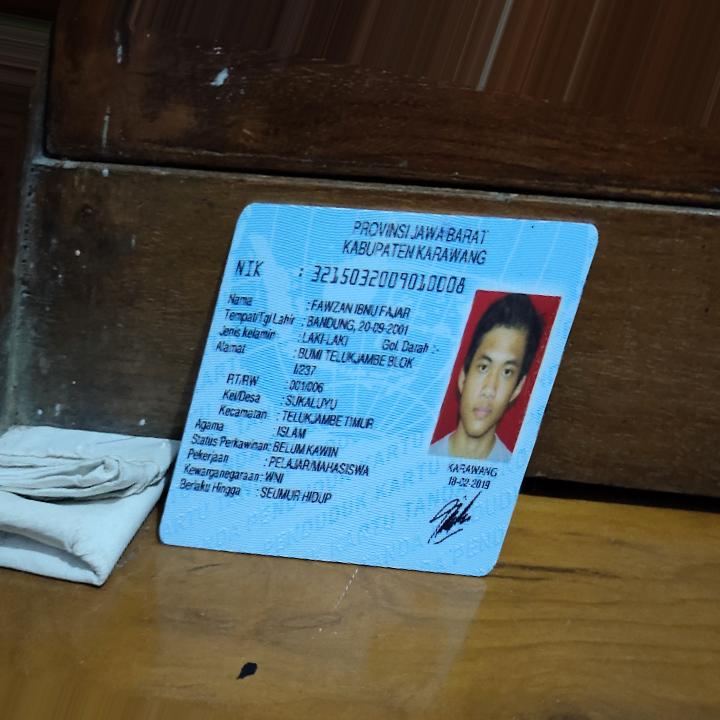 PROVINSI JAWA BARAT
KABUPATEN KARAWANG
NIK : 3215032009010008
Nama : FAWZAN IBNU FAJAR
Tempat/Tgl Lahir : BANDUNG, 20-09-2001
Jenis Kelamin : LAKI-LAKI Gol. Darah :-
Alamat : BUMI TELUKJAMBE BLOK
I/237
RT/RW : 001/006
Kel/Desa : SUKALUYU
Kecamatan : TELUKJAMBE TIMUR
Agama : ISLAM
Status Perkawinan: BELUM KAWIN
Pekerjaan : PELAJAR/MAHASISWA
Kewarganegaraan: WNI
Berlaku Hingga : SEUMUR HIDUP
KARAWANG
18-02-2019